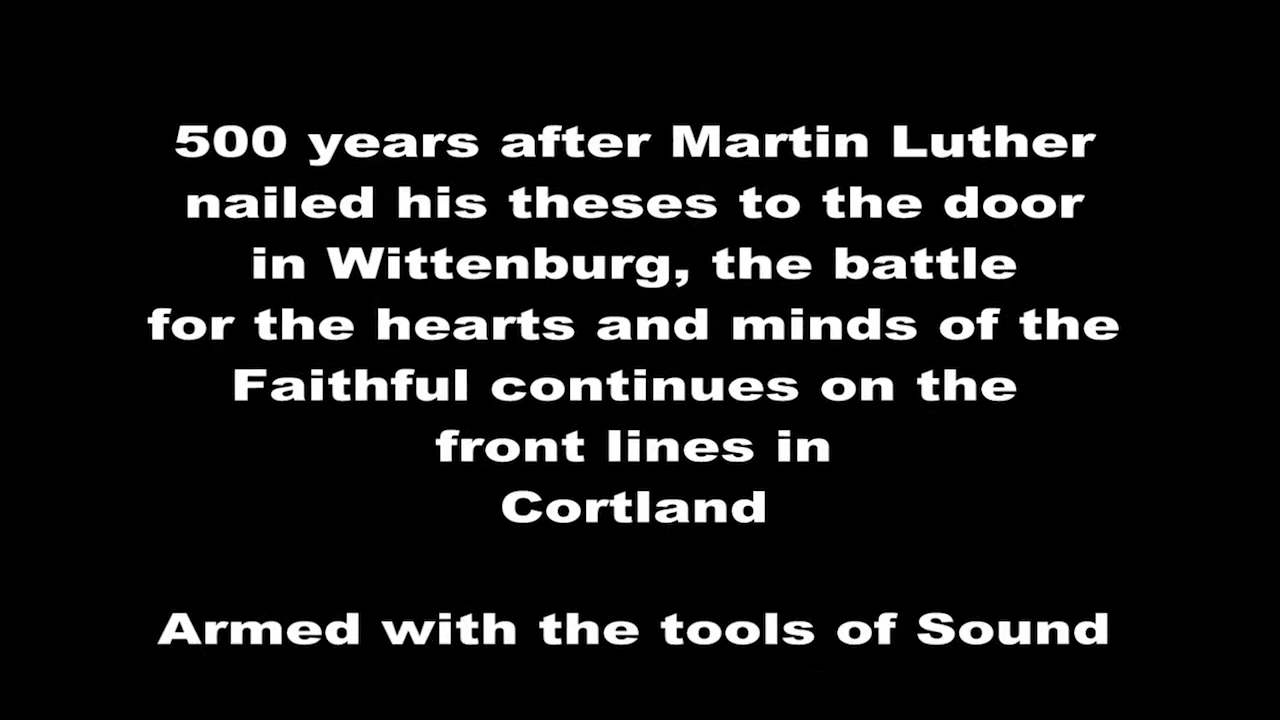 500 years after Martin Luther
nailed his theses to the door
in Wittenburg, the battle
for the hearts and minds of the
Faithful continues on the
front lines in
Cortland
Armed with the tools of Sound